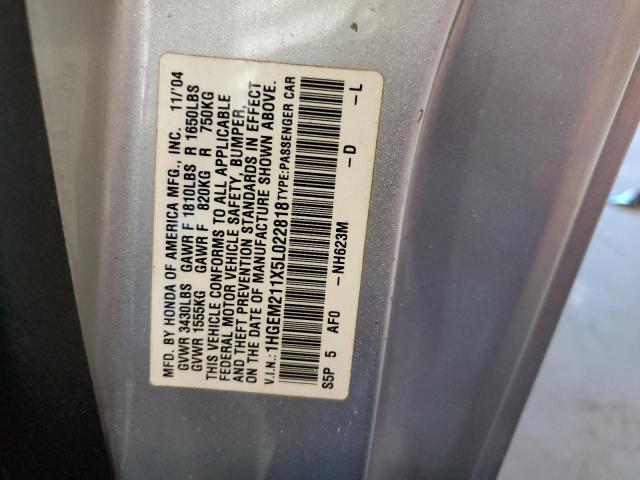 MFD. BY HONDA OF AMERICA MFG., INC. 11/'04
GVWR 3430LBS GAWR F 1810LBS R 1650LBS
GVWR 1555KG GAWR F 820KG R 750KG
THIS VEHICLE CONFORMS TO ALL APPLICABLE
FEDERAL MOTOR VEHICLE SAFETY, BUMPER,
AND THEFT PREVENTION STANDARDS IN EFFECT
ON THE DATE OF MANUFACTURE SHOWN ABOVE.
V.I.N.: 1HGEM211X5L022818 TYPE:PASSENGER CAR
S5P 5 AF0 –NH623M –D –L